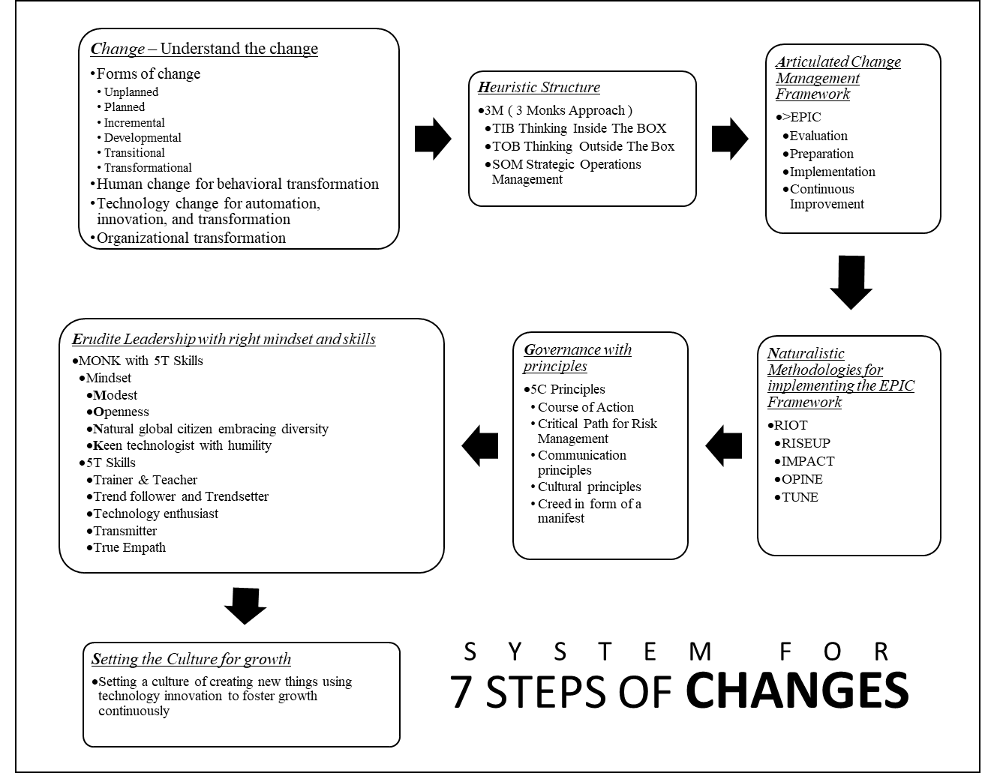 Change – Understand the change
•Forms of change
• Unplanned
• Planned
• Incremental
• Developmental
• Transitional
• Transformational
•Human change for behavioral transformation
•Technology change for automation,
innovation, and transformation
•Organizational transformation
Heuristic Structure
•3M ( 3 Monks Approach )
•TIB Thinking Inside The BOX
•TOB Thinking Outside The Box
•SOM Strategic Operations
Management
Articulated Change
Management
Framework
•>EPIC
•Evaluation
•Preparation
•Implementation
•Continuous
Improvement
Naturalistic
Methodologies for
implementing the EPIC
Framework
•RIOT
•RISEUP
•IMPACT
•OPINE
•TUNE
Governance with
principles
•5C Principles
• Course of Action
• Critical Path for Risk
Management
• Communication
principles
• Cultural principles
• Creed in form of a
manifest
Erudite Leadership with right mindset and skills
•MONK with 5T Skills
•Mindset
•Modest
•Openness
•Natural global citizen embracing diversity
•Keen technologist with humility
•5T Skills
•Trainer & Teacher
•Trend follower and Trendsetter
•Technology enthusiast
•Transmitter
•True Empath
Setting the Culture for growth
•Setting a culture of creating new things using
technology innovation to foster growth
continuously
SYSTEM FOR
7 STEPS OF CHANGES